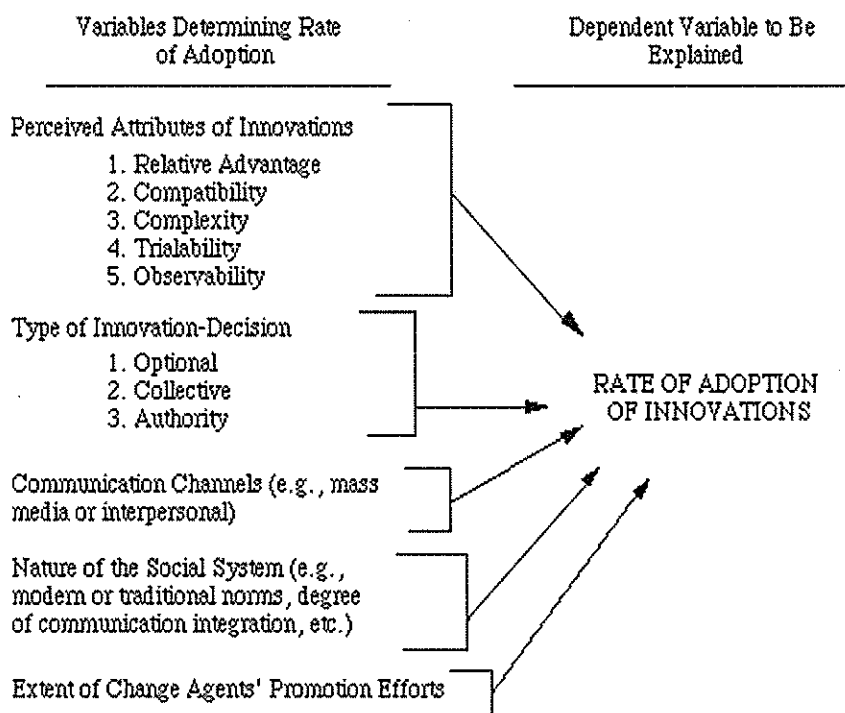 Variables Determining Rate
of Adoption
Dependent Variable to Be
Explained
Perceived Attributes of Innovations
1. Relative Advantage
2. Compatibility
3. Complexity
4. Trialability
5. Observability
Type of Innovation-Decision
1. Optional
2. Collective
3. Authority
RATE OF ADOPTION
OF INNOVATIONS
Communication Channels (e.g., mass
media or interpersonal)
Nature of the Social System (e.g.,
modern or traditional norms, degree
of communication integration, etc.)
Extent of Change Agents' Promotion Efforts